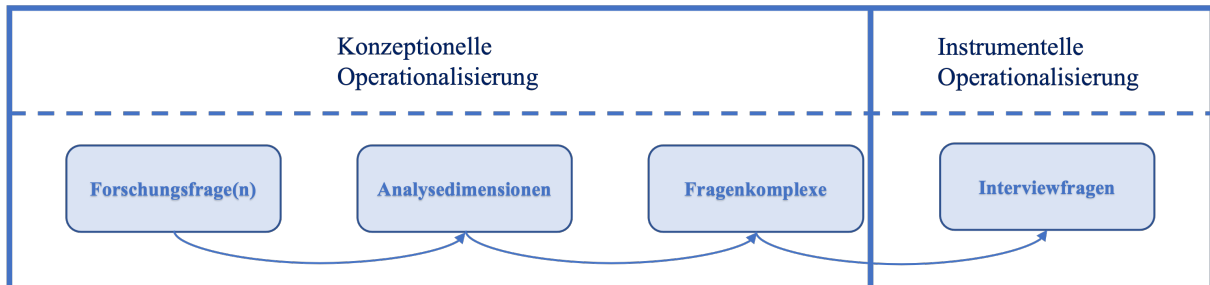 Konzeptionelle
Operationalisierung
Instrumentelle
Operationalisierung
Forschungsfrage(n)
Analysedimensionen
Fragenkomplexe
Interviewfragen